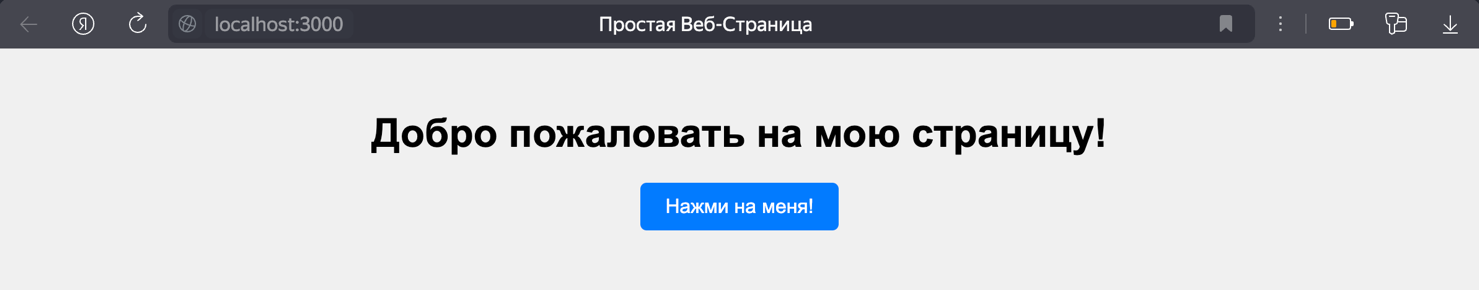 Я localhost:3000 Простая Веб-Страница
Добро пожаловать на мою страницу!
Нажми на меня!